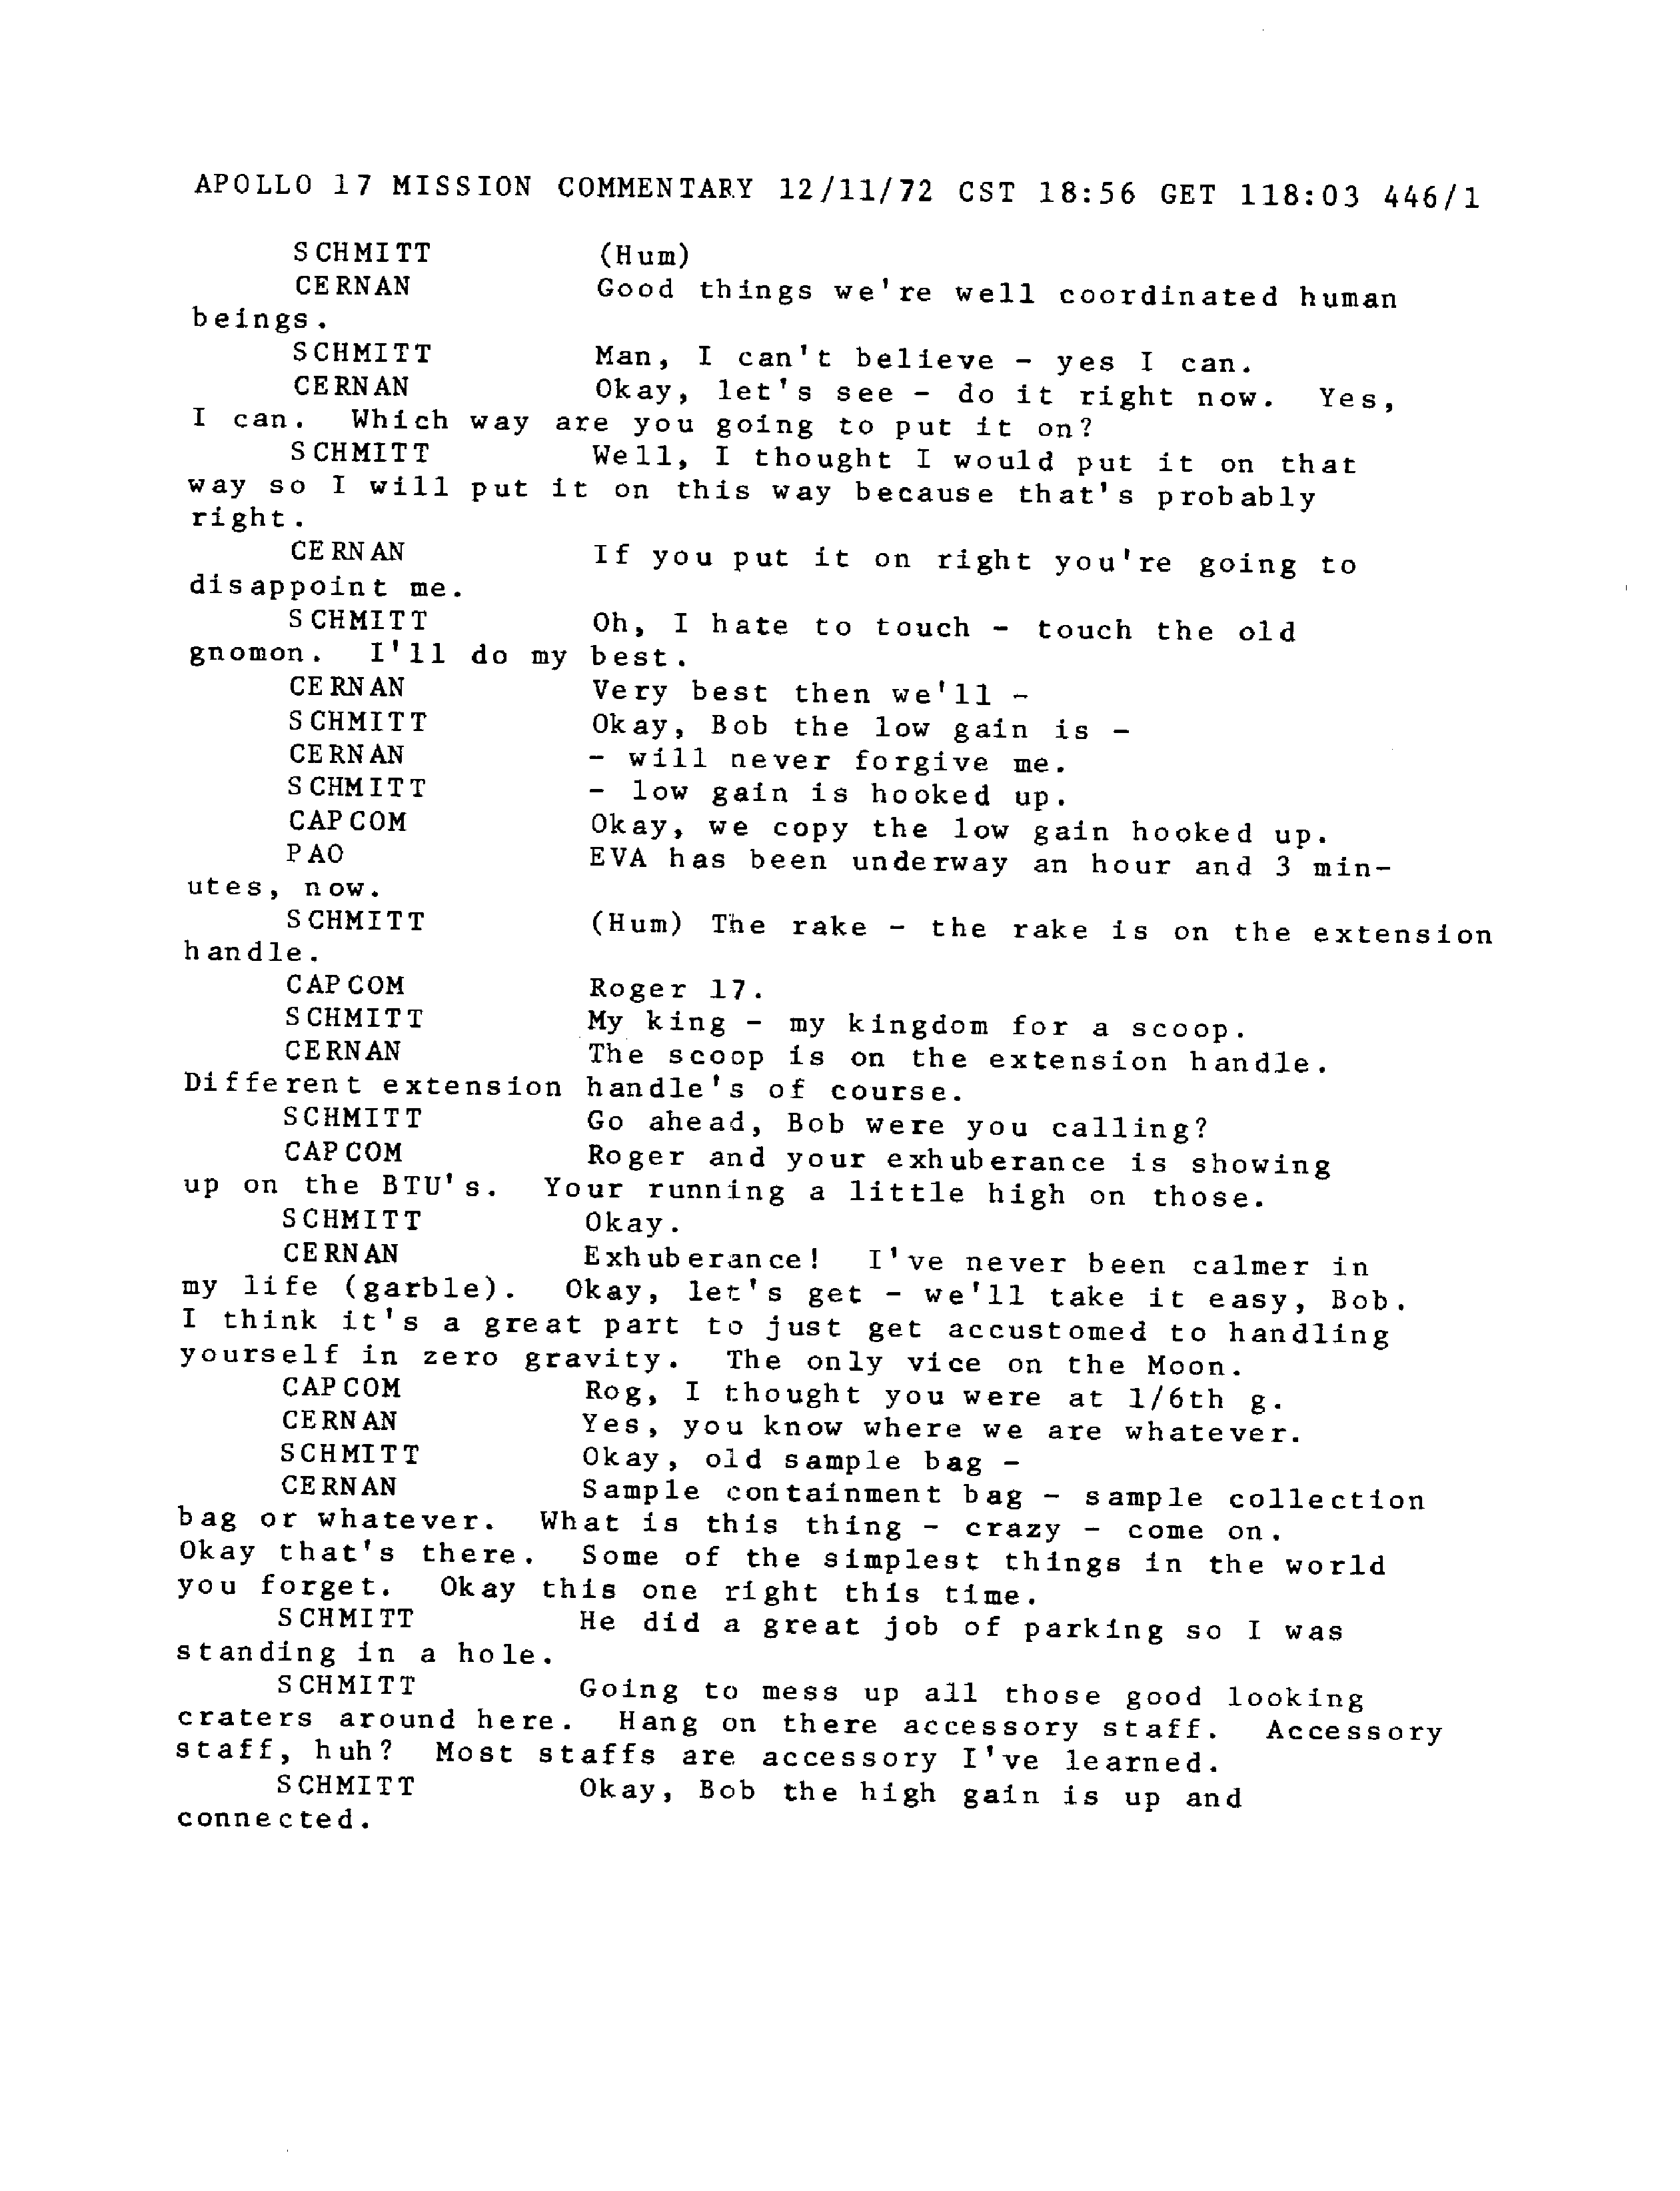 APOLLO 17 MISSION COMMENTARY 12/11/72 CST 18:56 GET 118:03 446/1
SCHMITT (Hum)
CERNAN Good things we're well coordinated human
beings.
SCHMITT Man, I can't believe - yes I can.
CERNAN Okay, let's see - do it right now. Yes,
I can. Which way are you going to put it on?
SCHMITT Well, I thought I would put it on that
way so I will put it on this way because that's probably
right.
CERNAN If you put it on right you're going to
disappoint me.
SCHMITT Oh, I hate to touch - touch the old
gnomon. I'll do my best.
CERNAN Very best then we'll -
SCHMITT Okay, Bob the low gain is -
CERNAN - will never forgive me.
SCHMITT - low gain is hooked up.
CAPCOM Okay, we copy the low gain hooked up.
PAO EVA has been underway an hour and 3 min-
utes, now.
SCHMITT (Hum) The rake - the rake is on the extension
handle.
CAPCOM Roger 17.
SCHMITT My king - my kingdom for a scoop.
CERNAN The scoop is on the extension handle.
Different extension handle's of course.
SCHMITT Go ahead, Bob were you calling?
CAPCOM Roger and your exhuberance is showing
up on the BTU's. Your running a little high on those.
SCHMITT Okay.
CERNAN Exhuberance! I've never been calmer in
my life (garble). Okay, let's get - we'll take it easy, Bob.
I think it's a great part to just get accustomed to handling
yourself in zero gravity. The only vice on the Moon.
CAPCOM Rog, I thought you were at 1/6th g.
CERNAN Yes, you know where we are whatever.
SCHMITT Okay, old sample bag -
CERNAN Sample containment bag - sample collection
bag or whatever. What is this thing - crazy - come on.
Okay that's there. Some of the simplest things in the world
you forget. Okay this one right this time.
SCHMITT He did a great job of parking so I was
standing in a hole.
SCHMITT Going to mess up all those good looking
craters around here. Hang on there accessory staff. Accessory
staff, huh? Most staffs are accessory I've learned.
SCHMITT Okay, Bob the high gain is up and
connected.